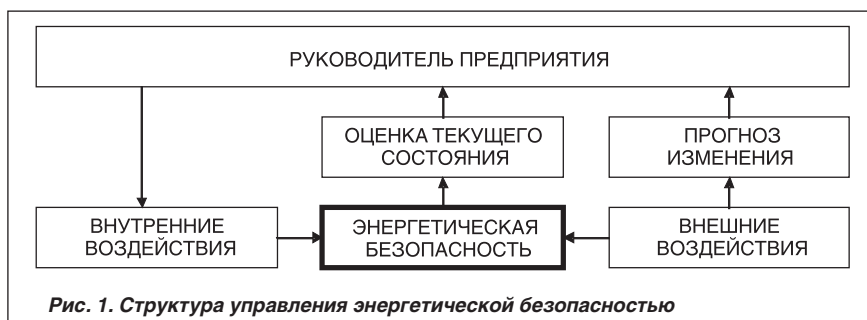 РУКОВОДИТЕЛЬ ПРЕДПРИЯТИЯ
ОЦЕНКА ТЕКУЩЕГО
СОСТОЯНИЯ
ПРОГНОЗ
ИЗМЕНЕНИЯ
ВНУТРЕННИЕ
ВОЗДЕЙСТВИЯ
ЭНЕРГЕТИЧЕСКАЯ
БЕЗОПАСНОСТЬ
ВНЕШНИЕ
ВОЗДЕЙСТВИЯ
Рис. 1. Структура управления энергетической безопасностью